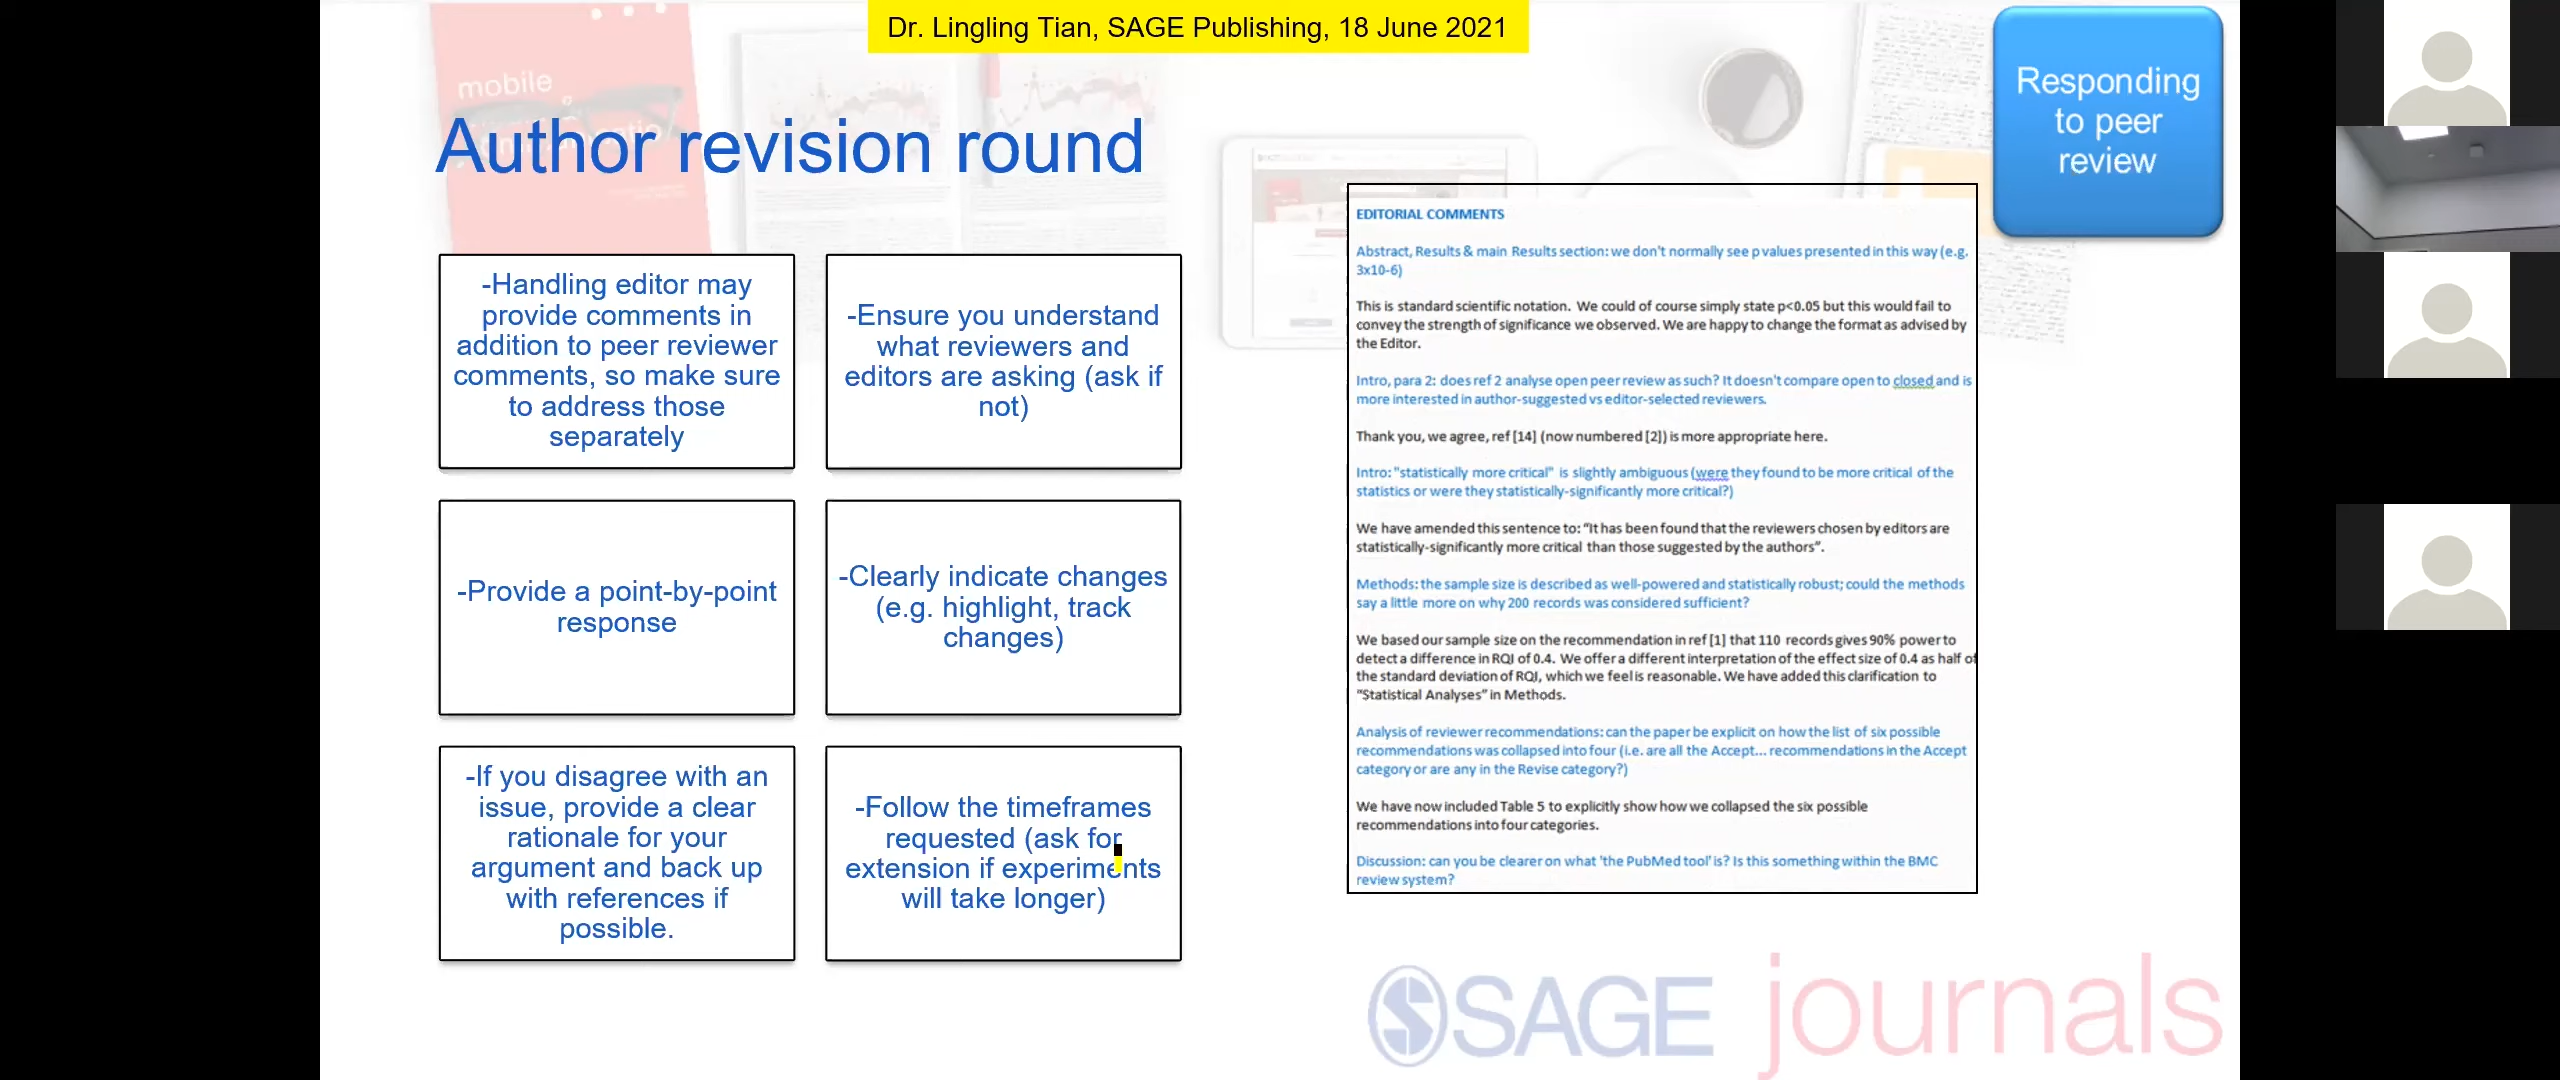 Dr. Lingling Tian, SAGE Publishing, 18 June 2021
Responding
to peer
review
mobile
Author revision round
-Handling editor may
provide comments in
addition to peer reviewer
comments, so make sure
to address those
separately
-Ensure you understand
what reviewers and
editors are asking (ask if
not)
-Provide a point-by-point
response
-Clearly indicate changes
(e.g. highlight, track
changes)
-If you disagree with an
issue, provide a clear
rationale for your
argument and back up
with references if
possible.
-Follow the timeframes
requested (ask for
extension if experiments
will take longer)
EDITORIAL COMMENTS
Abstract, Results & main Results section: we don't normally see p values presented in this way (e.g.
3x10-6)
This is standard scientific notation. We could of course simply state p<0.05 but this would fail to
convey the strength of significance we observed. We are happy to change the format as advised by
the Editor.
Intro, para 2: does ref 2 analyse open peer review as such? It doesn't compare open to closed and is
more interested in author-suggested vs editor-selected reviewers.
Thank you, we agree, ref [14] (now numbered [2]) is more appropriate here.
Intro: "statistically more critical" is slightly ambiguous (were they found to be more critical of the
statistics or were they statistically-significantly more critical?)
We have amended this sentence to: “It has been found that the reviewers chosen by editors are
statistically-significantly more critical than those suggested by the authors”.
Methods: the sample size is described as well-powered and statistically robust; could the methods
say a little more on why 200 records was considered sufficient?
We based our sample size on the recommendation in ref [1] that 110 records gives 90% power to
detect a difference in RQI of 0.4. We offer a different interpretation of the effect size of 0.4 as half of
the standard deviation of RQI, which we feel is reasonable. We have added this clarification to
“Statistical Analyses” in Methods.
Analysis of reviewer recommendations: can the paper be explicit on how the list of six possible
recommendations was collapsed into four (i.e. are all the Accept... recommendations in the Accept
category or are any in the Revise category?)
We have now included Table 5 to explicitly show how we collapsed the six possible
recommendations into four categories.
Discussion: can you be clearer on what 'the PubMed tool' is? Is this something within the BMC
review system?
SAGE journals